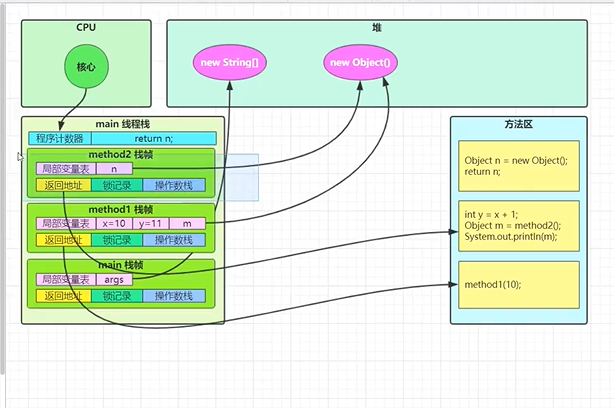 CPU
核心
堆
new String[]
new Object()
main 线程栈
程序计数器 return n;
method2 栈帧
局部变量表 n
返回地址 锁记录 操作数栈
method1 栈帧
局部变量表 x=10 y=11 m
返回地址 锁记录 操作数栈
main 栈帧
局部变量表 args
返回地址 锁记录 操作数栈
方法区
Object n = new Object();
return n;
int y = x + 1;
Object m = method2();
System.out.println(m);
method1(10);